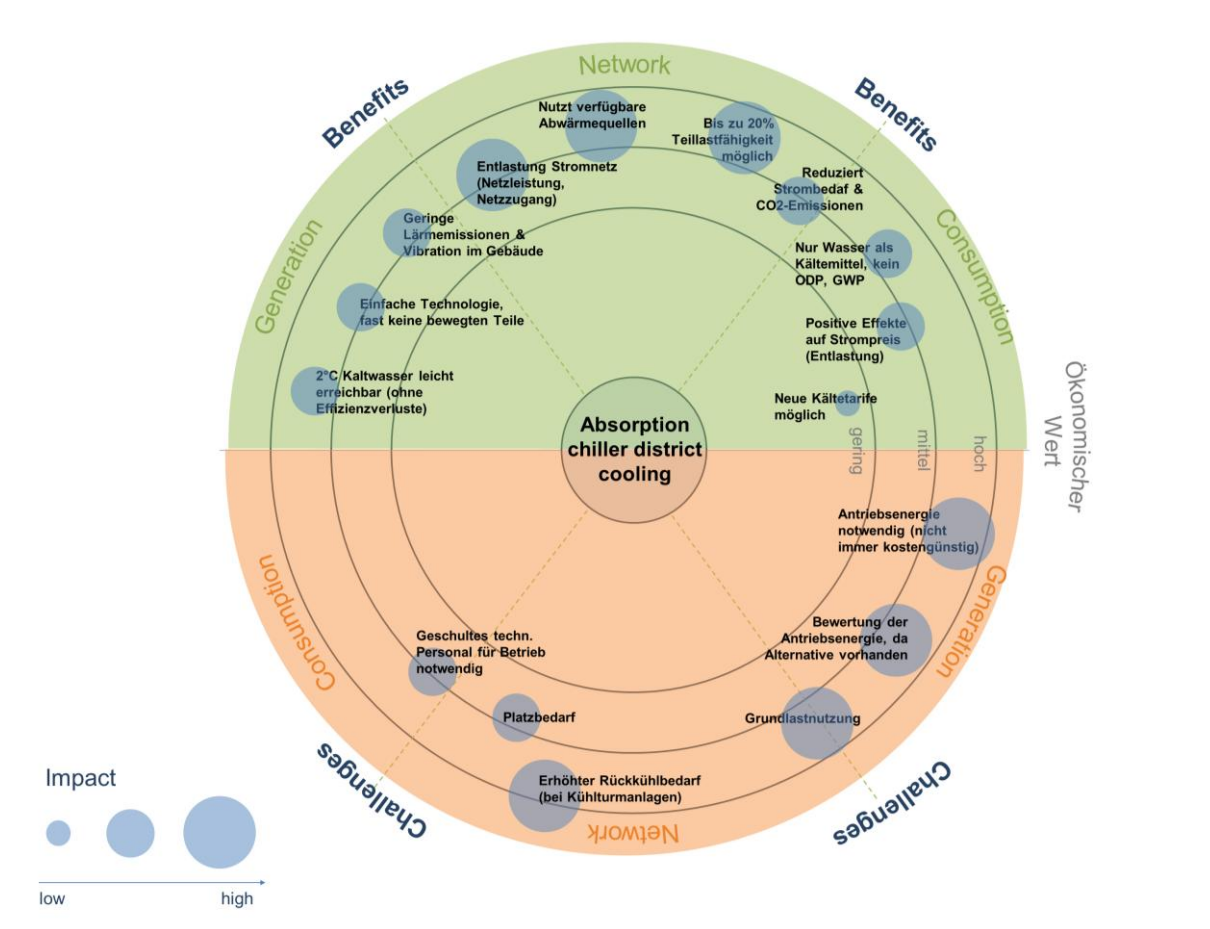 Network
Benefits
Benefits
Nutzt verfügbare
Abwärmequellen
Bis zu 20%
Teillastfähigkeit
möglich
Entlastung Stromnetz
(Netzleistung,
Netzzugang)
Reduziert
Strombedaf &
CO2-Emissionen
Geringe
Lärmemissionen &
Vibration im Gebäude
Nur Wasser als
Kältemittel, kein
ODP, GWP
Generation
Consumption
Einfache Technologie,
fast keine bewegten Teile
Positive Effekte
auf Strompreis
(Entlastung)
2°C Kaltwasser leicht
erreichbar (ohne
Effizienzverluste)
Neue Kältetarife
möglich
Absorption
chiller district
cooling
gering
mittel
hoch
Ökonomischer
Wert
Antriebsenergie
notwendig (nicht
immer kostengünstig)
Consumption
Generation
Bewertung der
Antriebsenergie, da
Alternative vorhanden
Geschultes techn.
Personal für Betrieb
notwendig
Platzbedarf
Grundlastnutzung
Erhöhter Rückkühlbedarf
(bei Kühlturmanlagen)
Network
Challenges
Challenges
Impact
low
high